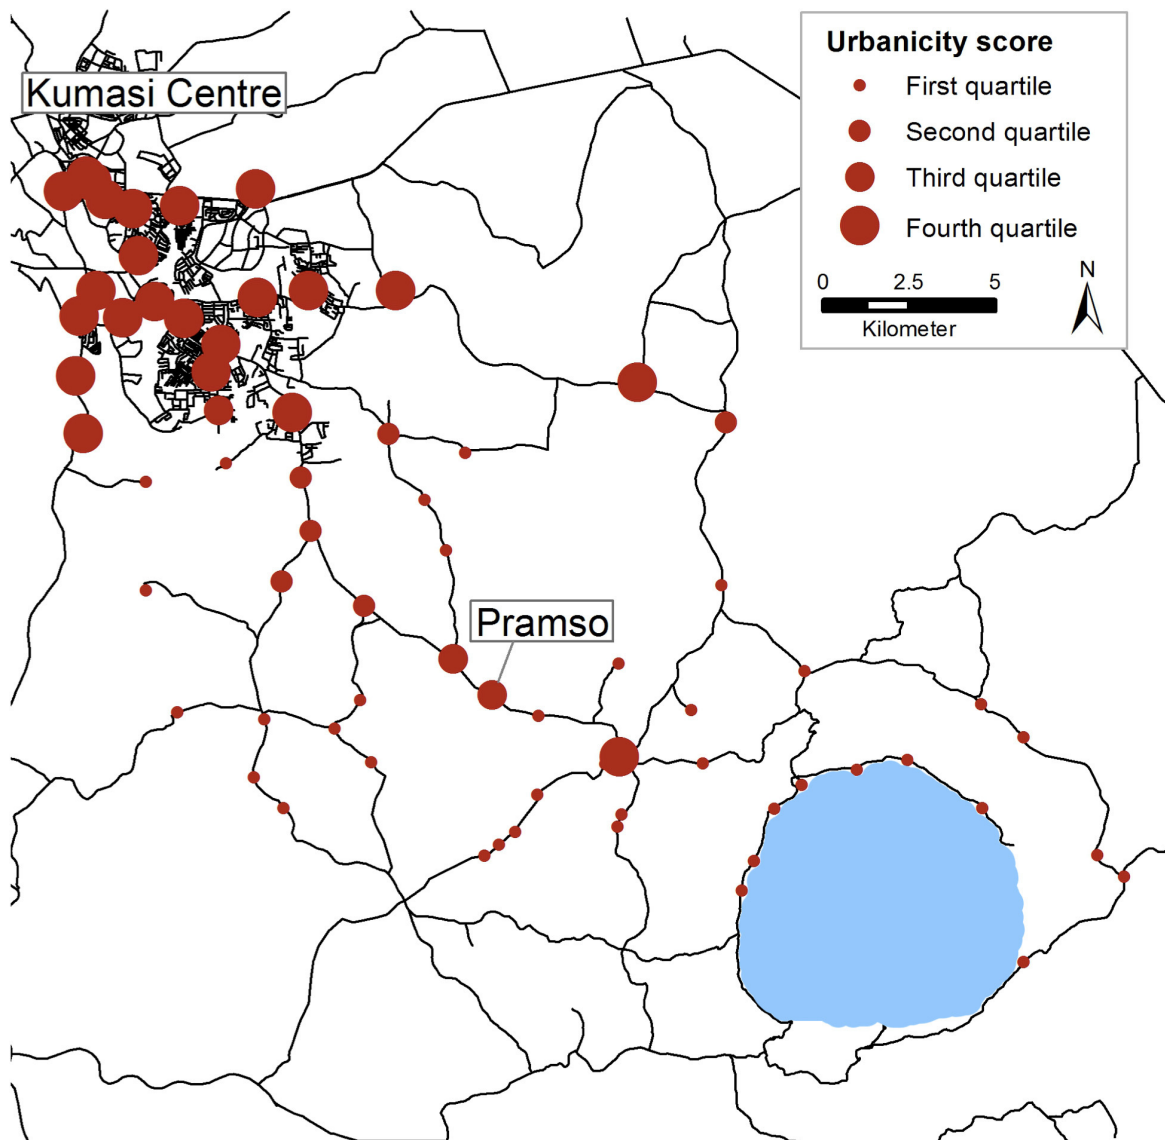 Urbanicity score
First quartile
Second quartile
Third quartile
Fourth quartile
0 2.5 5
Kilometer
N
Kumasi Centre
Pramso